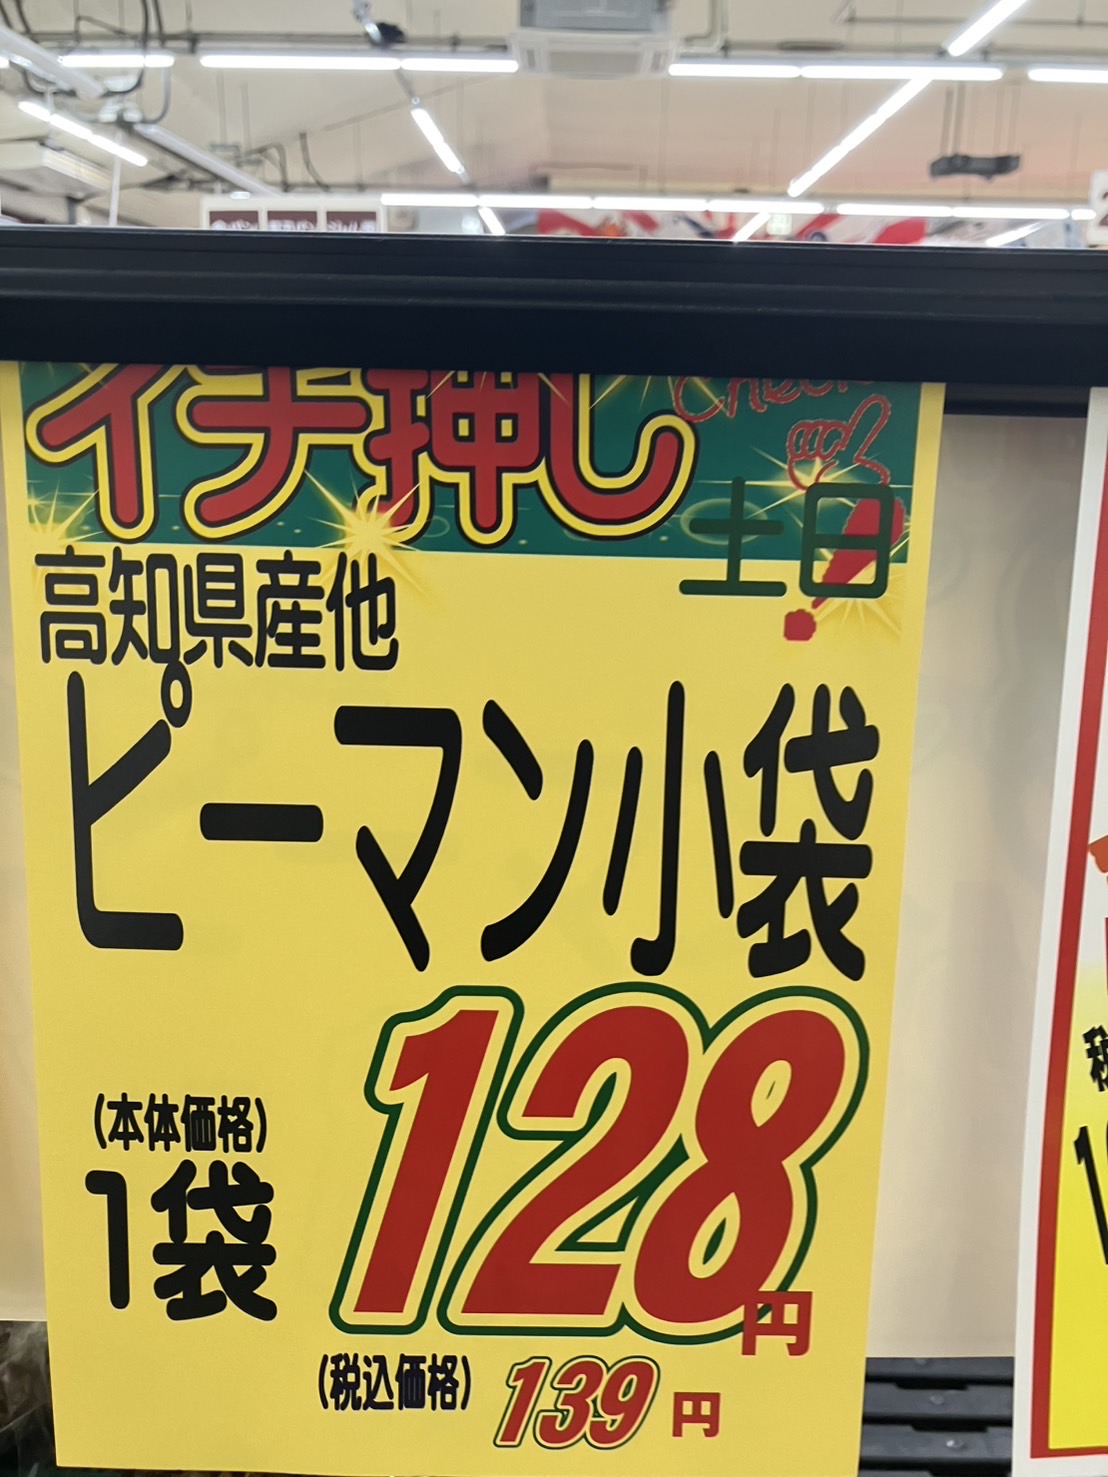 イチ押し
Check
土日
高知県産他
ピーマン小袋
(本体価格)
1袋
128円
(税込価格) 139円